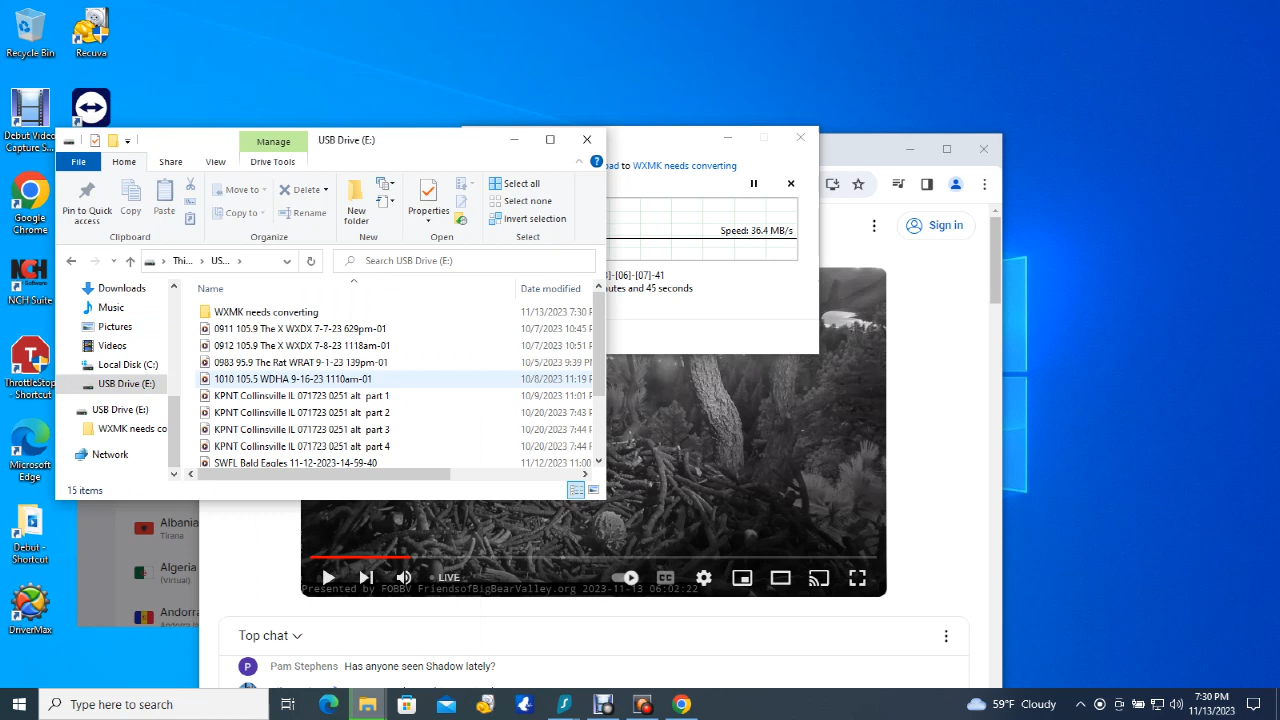 Recycle Bin
Recuva
Debut Video
Capture S...
Google
Chrome
NCH Suite
ThrottleStop
- Shortcut
Microsoft
Edge
Debut -
Shortcut
DriverMax
Manage
USB Drive (E:)
File
Home
Share
View
Drive Tools
Pin to Quick
access
Copy
Paste
Clipboard
Move to
Copy to
Delete
Rename
Organize
New
folder
New
Properties
Open
Select all
Select none
Invert selection
Select
Thi...
US...
Search USB Drive (E:)
Downloads
Music
Pictures
Videos
Local Disk (C:)
USB Drive (E:)
USB Drive (E:)
WXMK needs co
Network
Name
Date modified
WXMK needs converting 11/13/2023 7:30 P
0911 105.9 The X WXDX 7-7-23 629pm-01 10/7/2023 10:45
0912 105.9 The X WXDX 7-8-23 1118am-01 10/7/2023 10:51
0983 95.9 The Rat WRAT 9-1-23 139pm-01 10/5/2023 9:39 P
1010 105.5 WDHA 9-16-23 1110am-01 10/8/2023 11:19
KPNT Collinsville IL 071723 0251 alt part 1 10/9/2023 11:01
KPNT Collinsville IL 071723 0251 alt part 2 10/20/2023 7:43
KPNT Collinsville IL 071723 0251 alt part 3 10/20/2023 7:44
KPNT Collinsville IL 071723 0251 alt part 4 10/20/2023 7:44
SWFL Bald Eagles 11-12-2023-14-59-40 11/12/2023 11:00
15 items
ad to WXMK needs converting
Speed: 36.4 MB/s
]-[06]-[07]-41
nutes and 45 seconds
Sign in
Albania
Tirana
Algeria
(Virtual)
Andorra
LIVE
CC
Presented by FOBBV FriendsofBigBearValley.org 2023-11-13 06:02:22
Top chat
P
Pam Stephens Has anyone seen Shadow lately?
Type here to search
59°F Cloudy
7:30 PM
11/13/2023